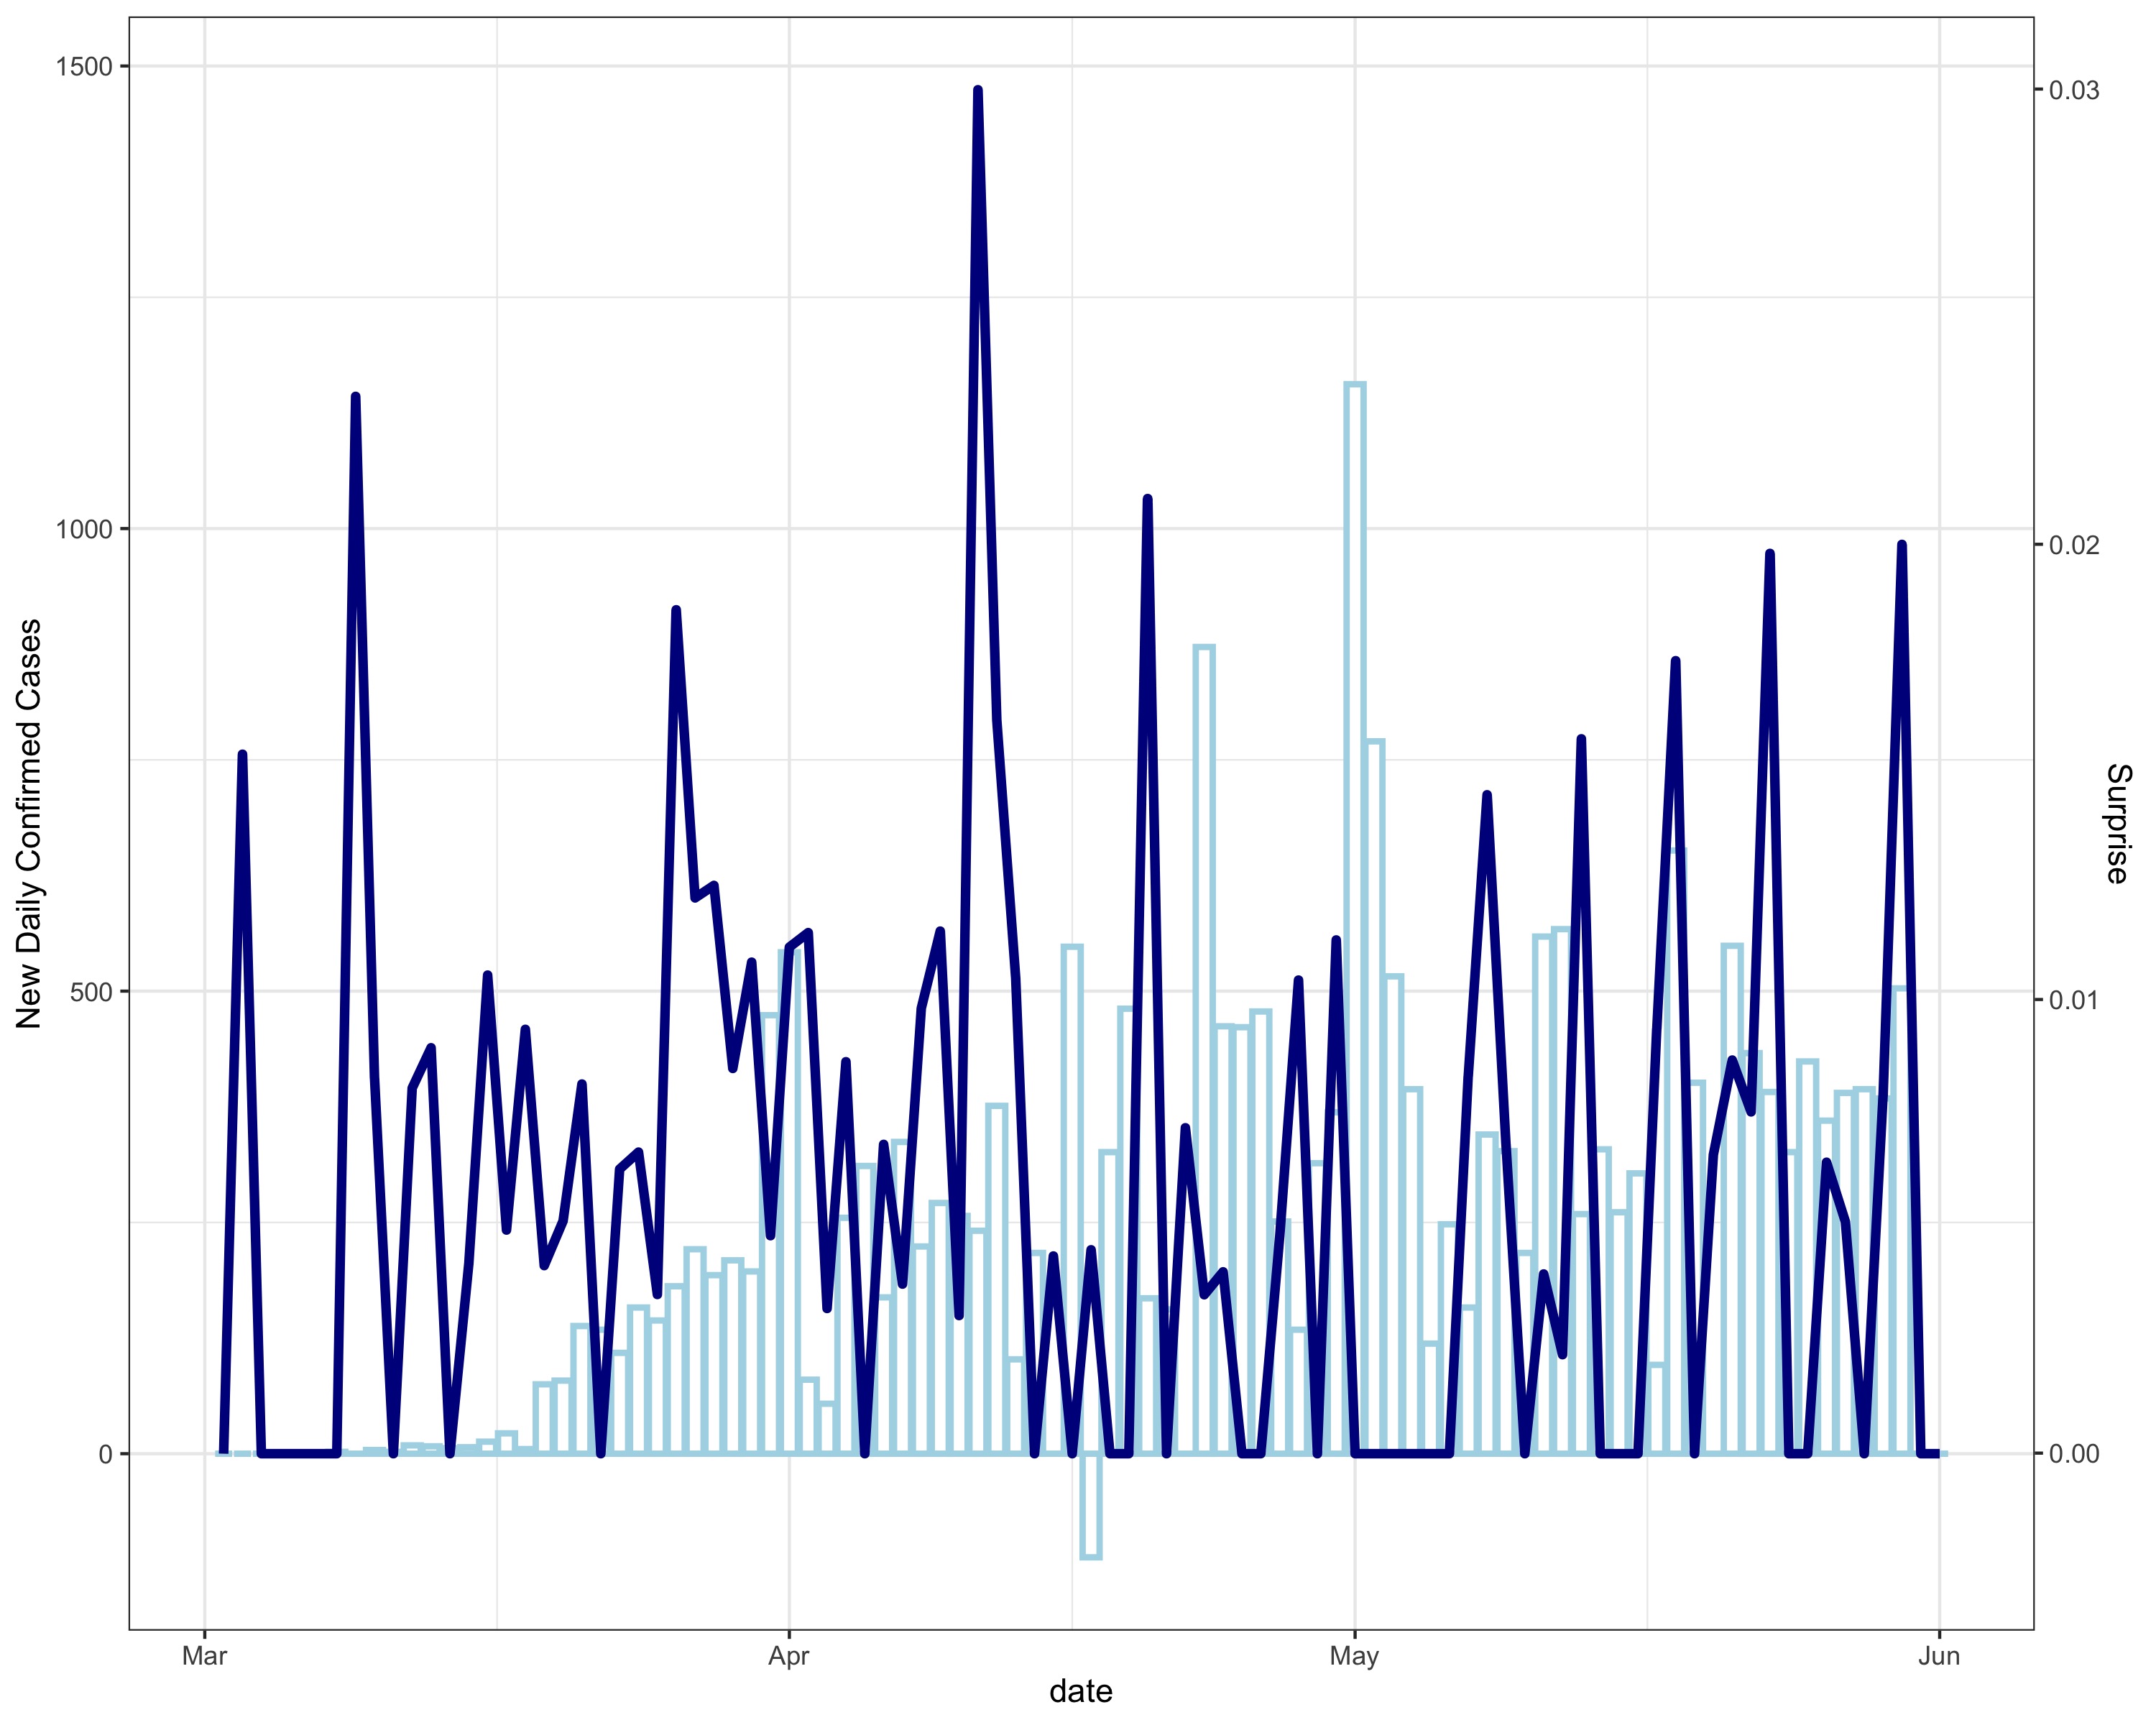 New Daily Confirmed Cases
1500
1000
500
0
0.03
0.02
0.01
0.00
Surprise
Mar
Apr
May
Jun
date